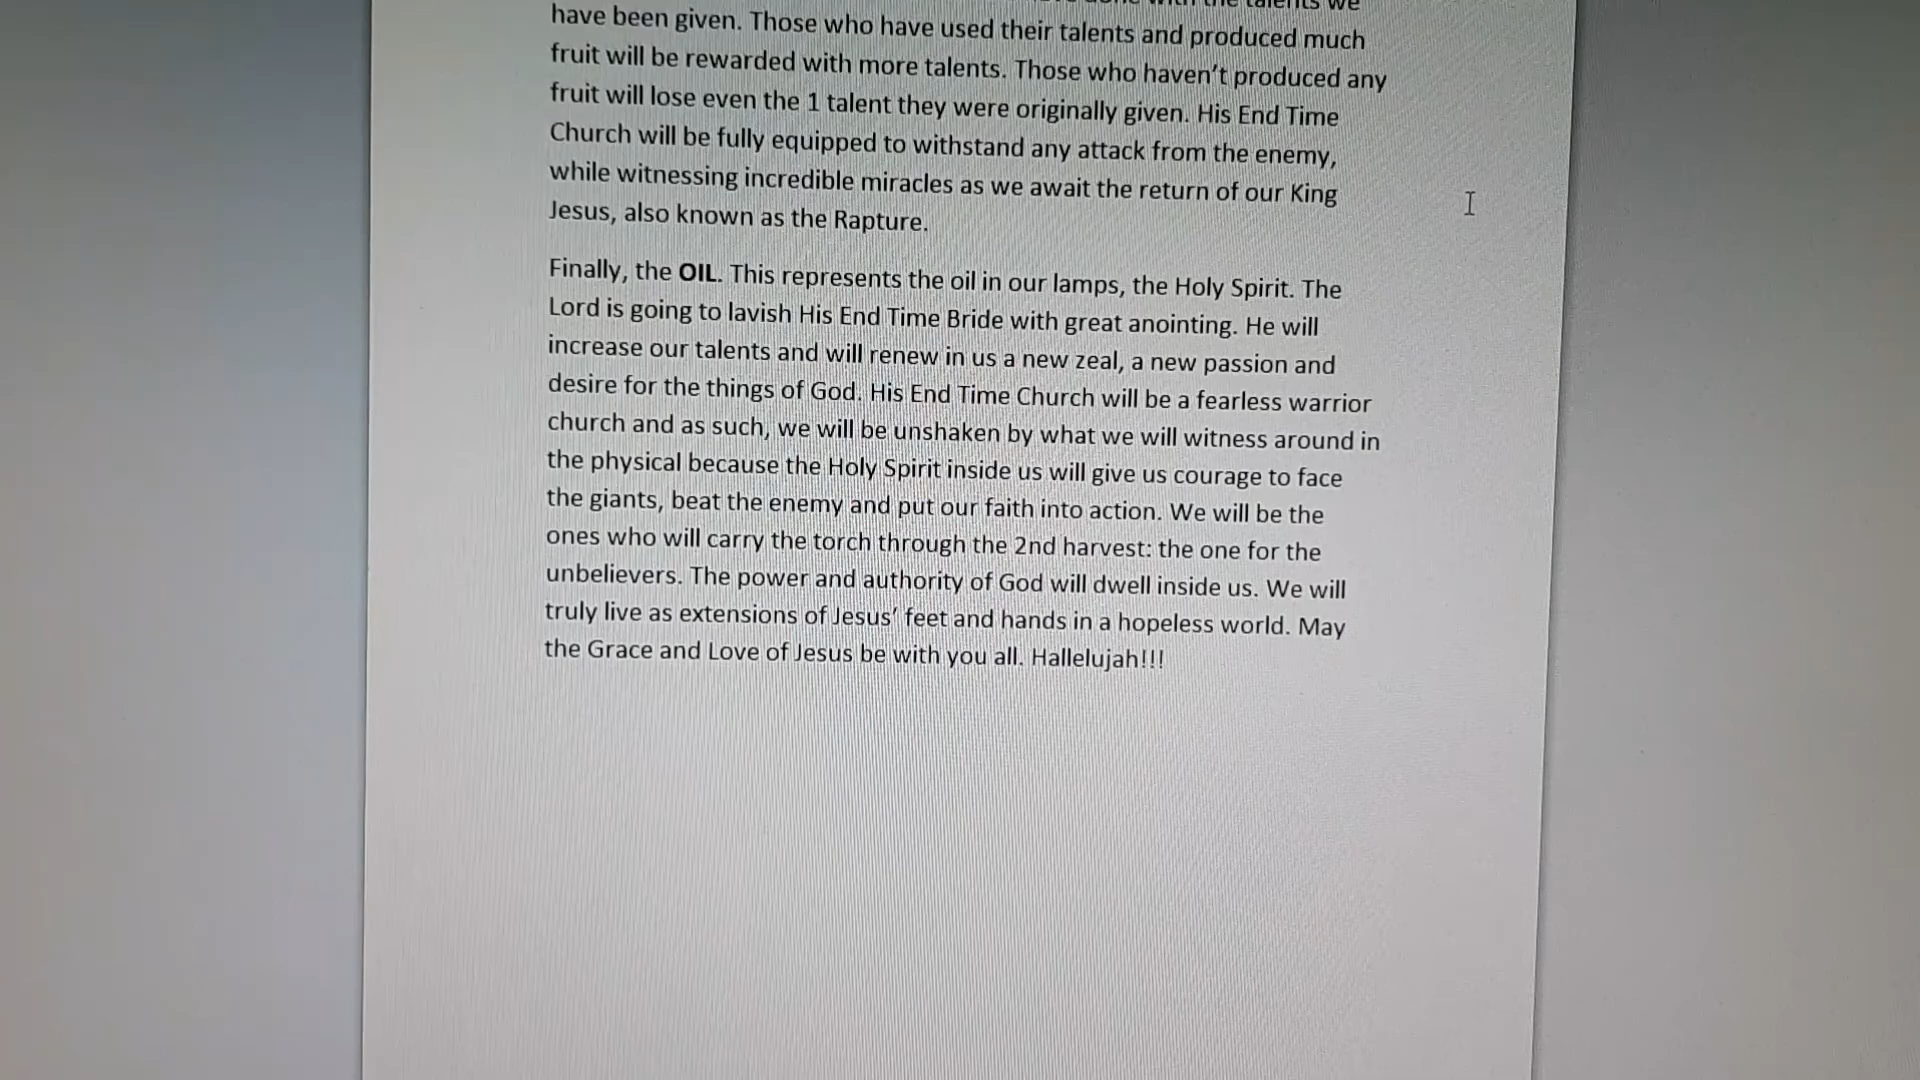 the talents we
have been given. Those who have used their talents and produced much
fruit will be rewarded with more talents. Those who haven't produced any
fruit will lose even the 1 talent they were originally given. His End Time
Church will be fully equipped to withstand any attack from the enemy,
while witnessing incredible miracles as we await the return of our King
Jesus, also known as the Rapture.
Finally, the OIL. This represents the oil in our lamps, the Holy Spirit. The
Lord is going to lavish His End Time Bride with great anointing. He will
increase our talents and will renew in us a new zeal, a new passion and
desire for the things of God. His End Time Church will be a fearless warrior
church and as such, we will be unshaken by what we will witness around in
the physical because the Holy Spirit inside us will give us courage to face
the giants, beat the enemy and put our faith into action. We will be the
ones who will carry the torch through the 2nd harvest: the one for the
unbelievers. The power and authority of God will dwell inside us. We will
truly live as extensions of Jesus' feet and hands in a hopeless world. May
the Grace and Love of Jesus be with you all. Hallelujah!!!